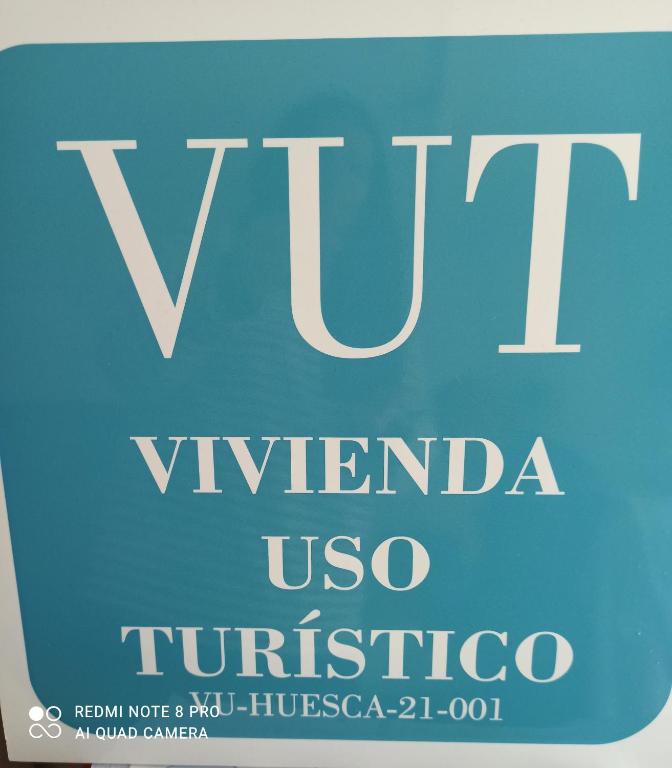 VUT
VIVIENDA
USO
TURÍSTICO
VU-HUESCA-21-001
REDMI NOTE 8 PRO
AI QUAD CAMERA